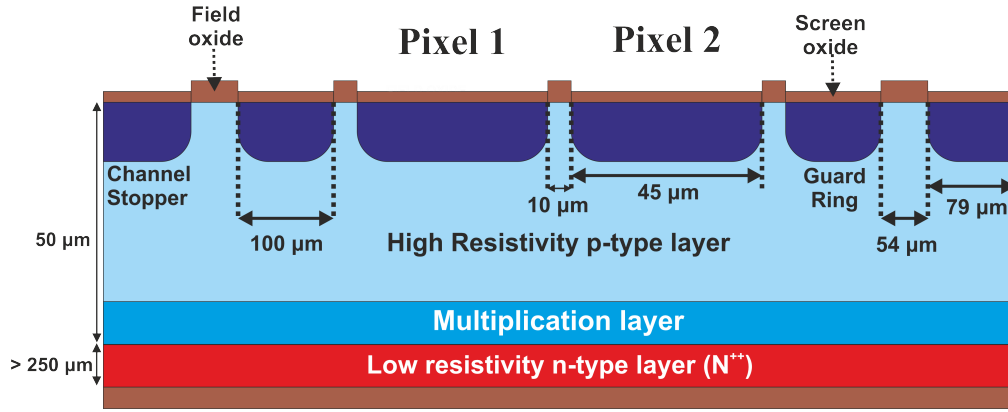 Field
oxide
Pixel 1
Pixel 2
Screen
oxide
Channel
Stopper
Guard
Ring
10 µm
45 µm
79 µm
50 µm
100 µm
High Resistivity p-type layer
54 µm
Multiplication layer
> 250 µm
Low resistivity n-type layer (N++)